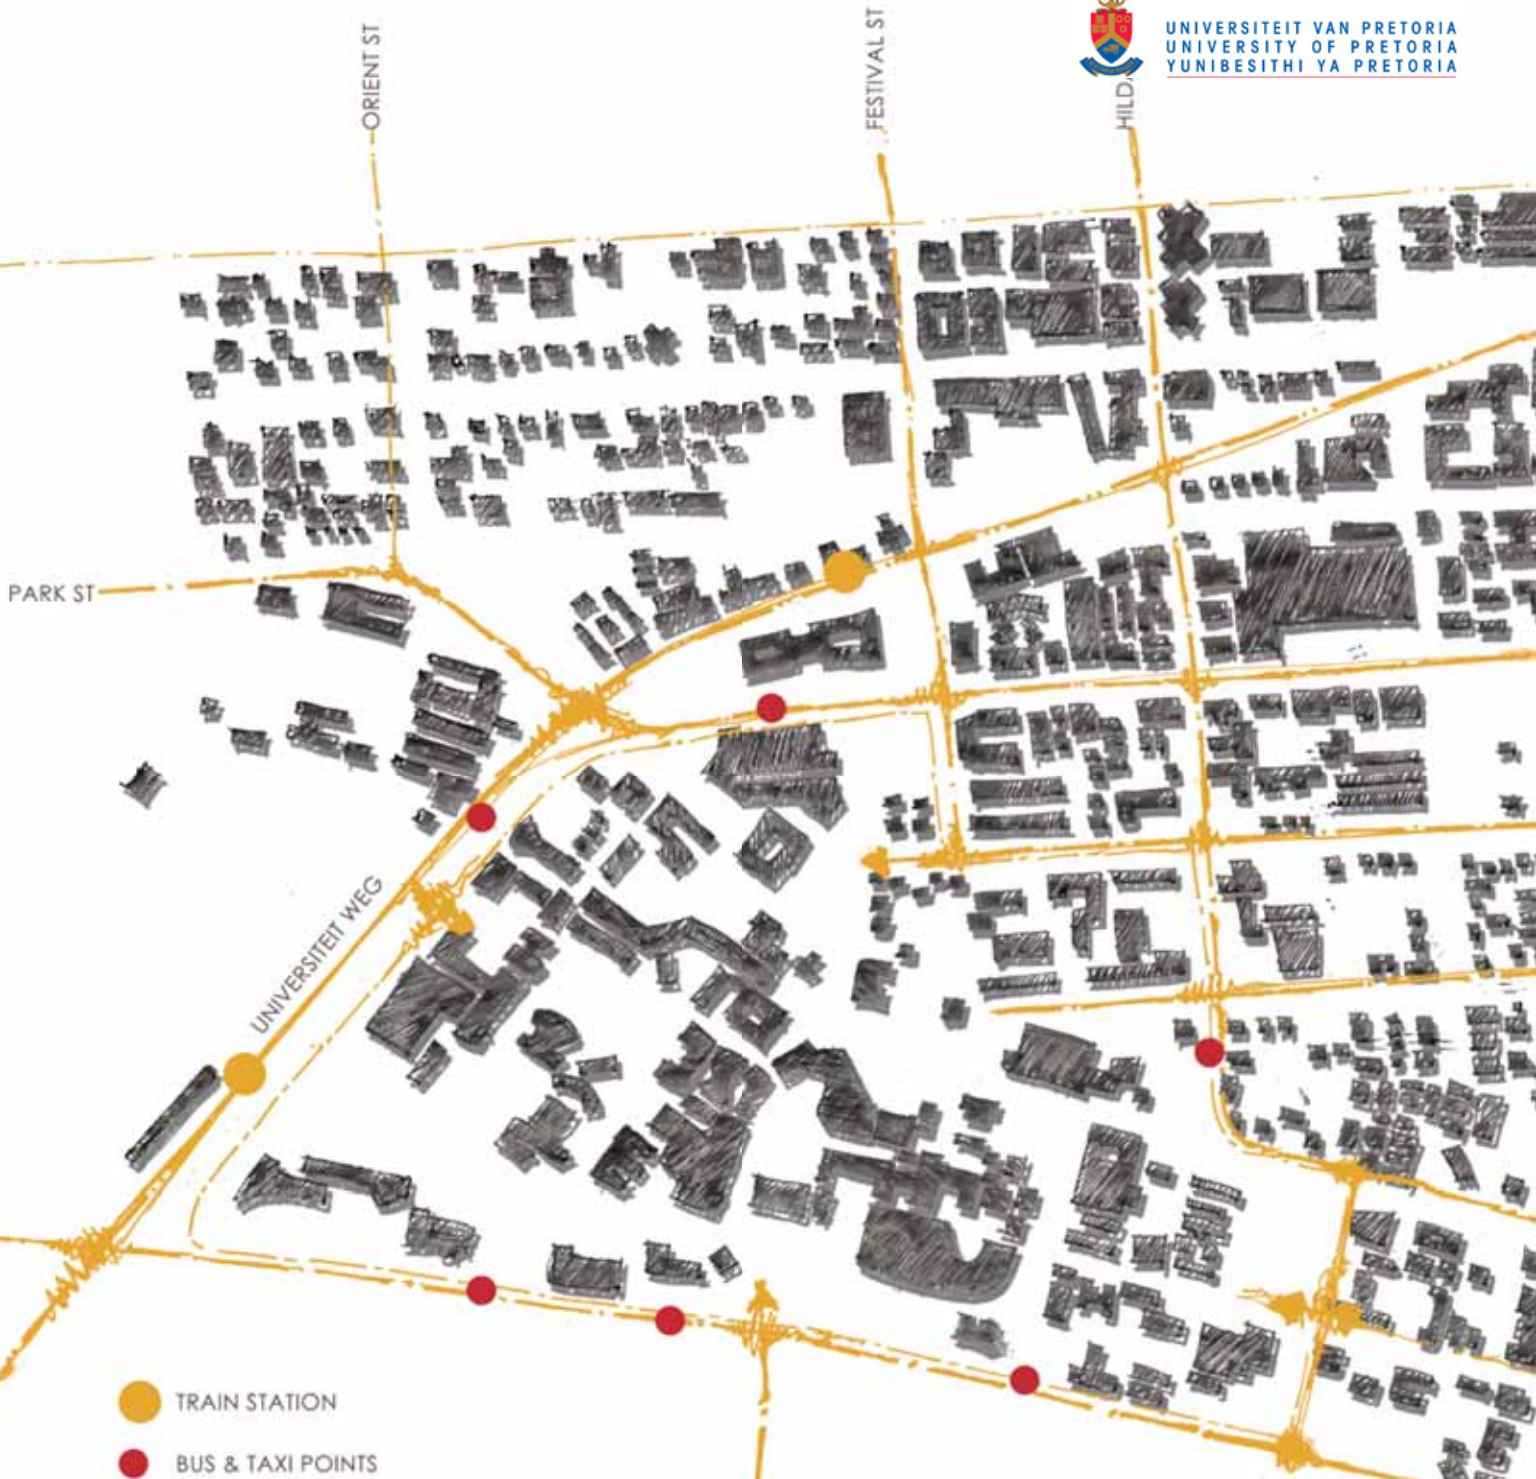 UNIVERSITEIT VAN PRETORIA
UNIVERSITY OF PRETORIA
YUNIBESITHI YA PRETORIA
ORIENT ST
FESTIVAL ST
PARK ST
UNIVERSITEIT WEG
TRAIN STATION
BUS & TAXI POINTS